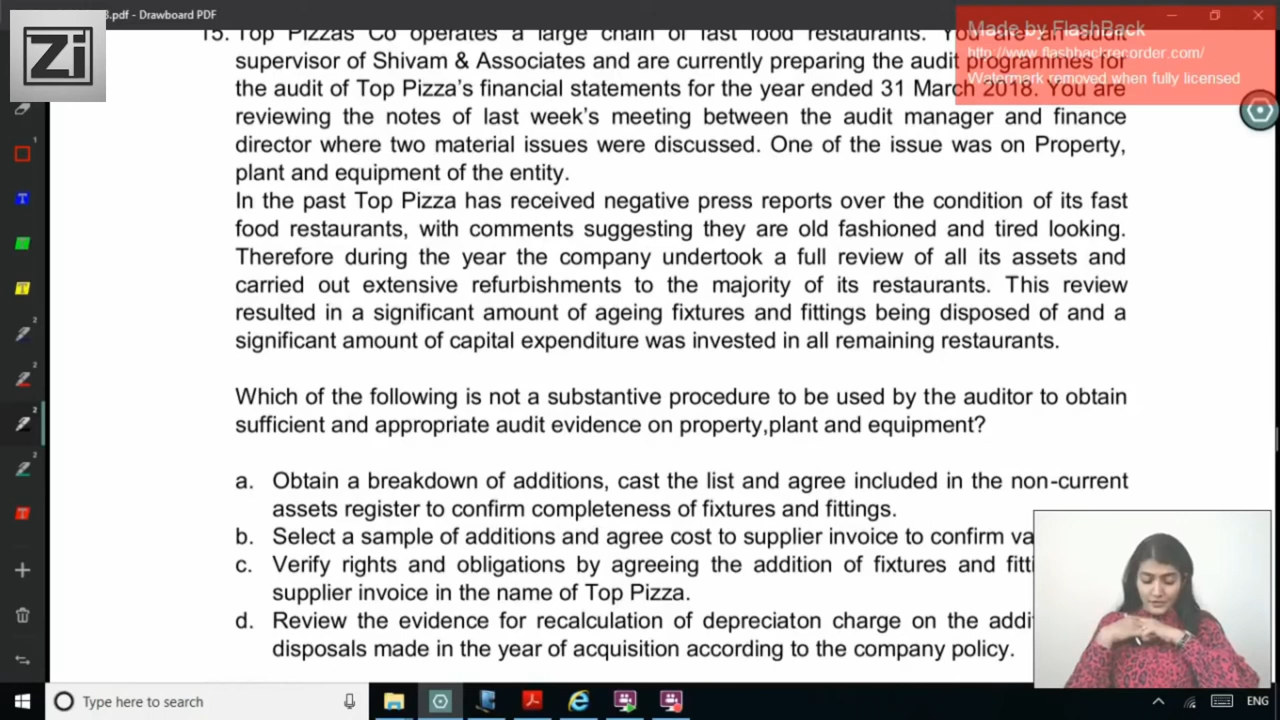 Zi
.pdf - Drawboard PDF
Made by FlashBack
http://www.flashbackrecorder.com/
Watermark removed when fully licensed
15. Top Pizzas Co operates a large chain of fast food restaurants. You are an audit
supervisor of Shivam & Associates and are currently preparing the audit programmes for
the audit of Top Pizza's financial statements for the year ended 31 March 2018. You are
reviewing the notes of last week's meeting between the audit manager and finance
director where two material issues were discussed. One of the issue was on Property,
plant and equipment of the entity.
In the past Top Pizza has received negative press reports over the condition of its fast
food restaurants, with comments suggesting they are old fashioned and tired looking.
Therefore during the year the company undertook a full review of all its assets and
carried out extensive refurbishments to the majority of its restaurants. This review
resulted in a significant amount of ageing fixtures and fittings being disposed of and a
significant amount of capital expenditure was invested in all remaining restaurants.
Which of the following is not a substantive procedure to be used by the auditor to obtain
sufficient and appropriate audit evidence on property,plant and equipment?
a. Obtain a breakdown of additions, cast the list and agree included in the non-current
assets register to confirm completeness of fixtures and fittings.
b. Select a sample of additions and agree cost to supplier invoice to confirm va
c. Verify rights and obligations by agreeing the addition of fixtures and fitti
supplier invoice in the name of Top Pizza.
d. Review the evidence for recalculation of depreciaton charge on the addi
disposals made in the year of acquisition according to the company policy.
Type here to search
ENG